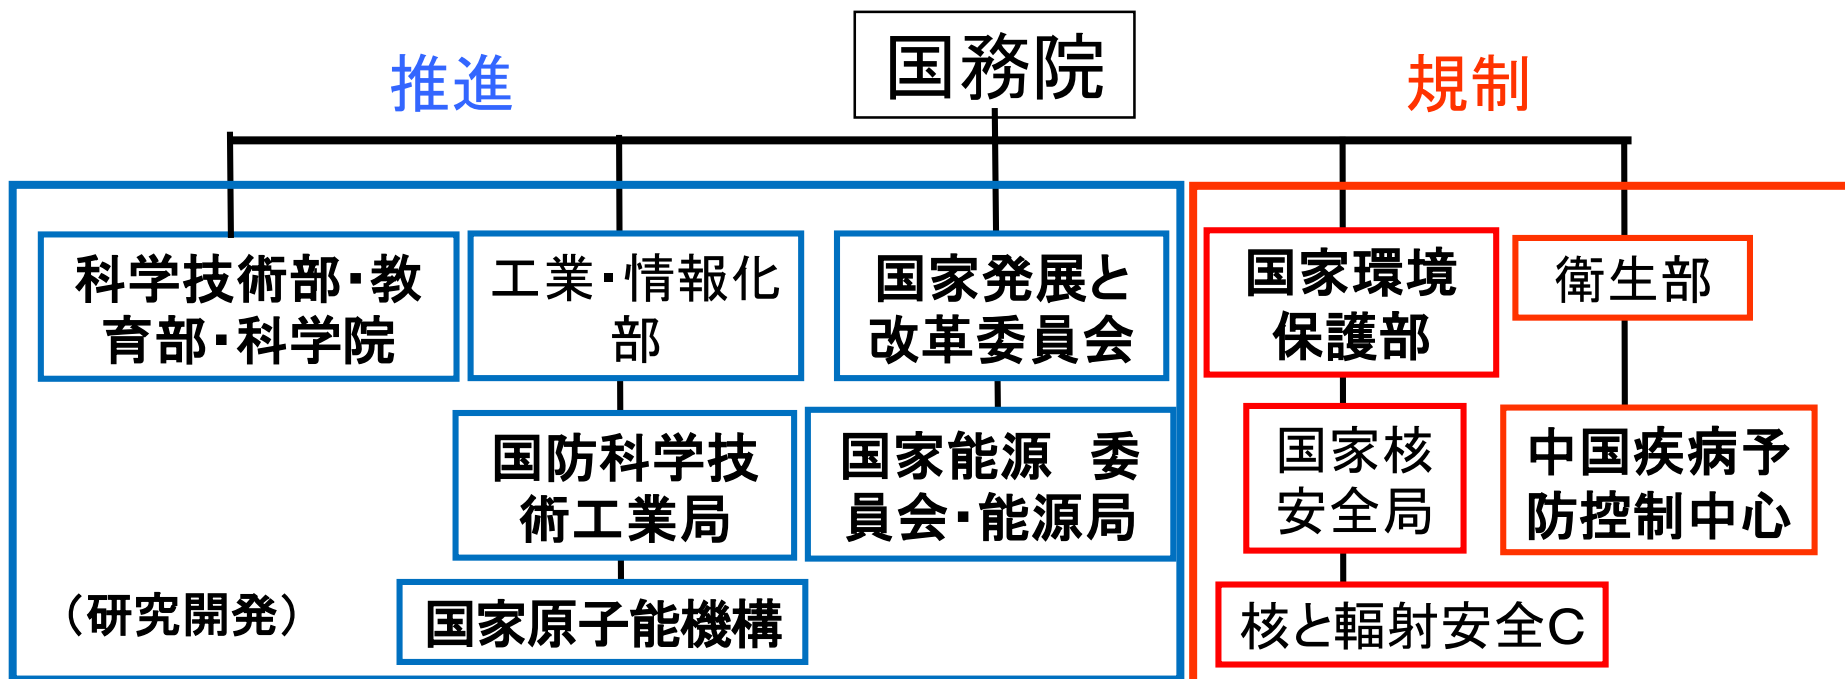 国務院
推進
規制
科学技術部・教
育部・科学院
工業・情報化
部
国家発展と
改革委員会
国家環境
保護部
衛生部
国防科学技
術工業局
国家能源　委
員会・能源局
国家核
安全局
中国疾病予
防控制中心
（研究開発）
国家原子能機構
核と輻射安全C